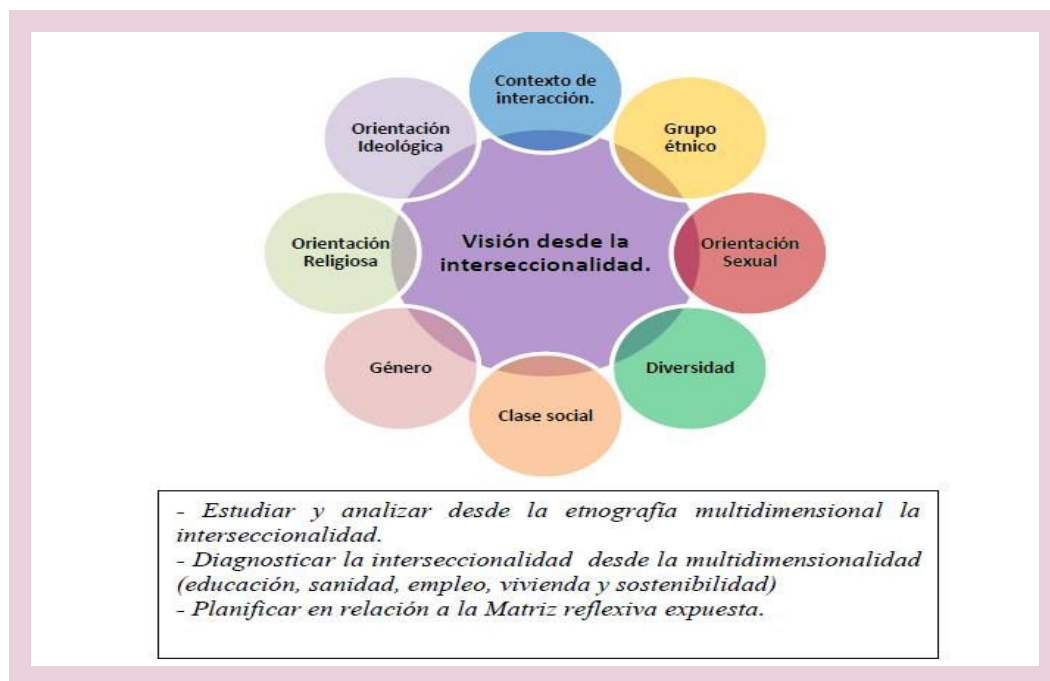 Contexto de
interacción.
Orientación
Ideológica
Grupo
étnico
Orientación
Religiosa
Visión desde la
interseccionalidad.
Orientación
Sexual
Género
Diversidad
Clase social
- Estudiar y analizar desde la etnografía multidimensional la
interseccionalidad.
- Diagnosticar la interseccionalidad desde la multidimensionalidad
(educación, sanidad, empleo, vivienda y sostenibilidad)
- Planificar en relación a la Matriz reflexiva expuesta.